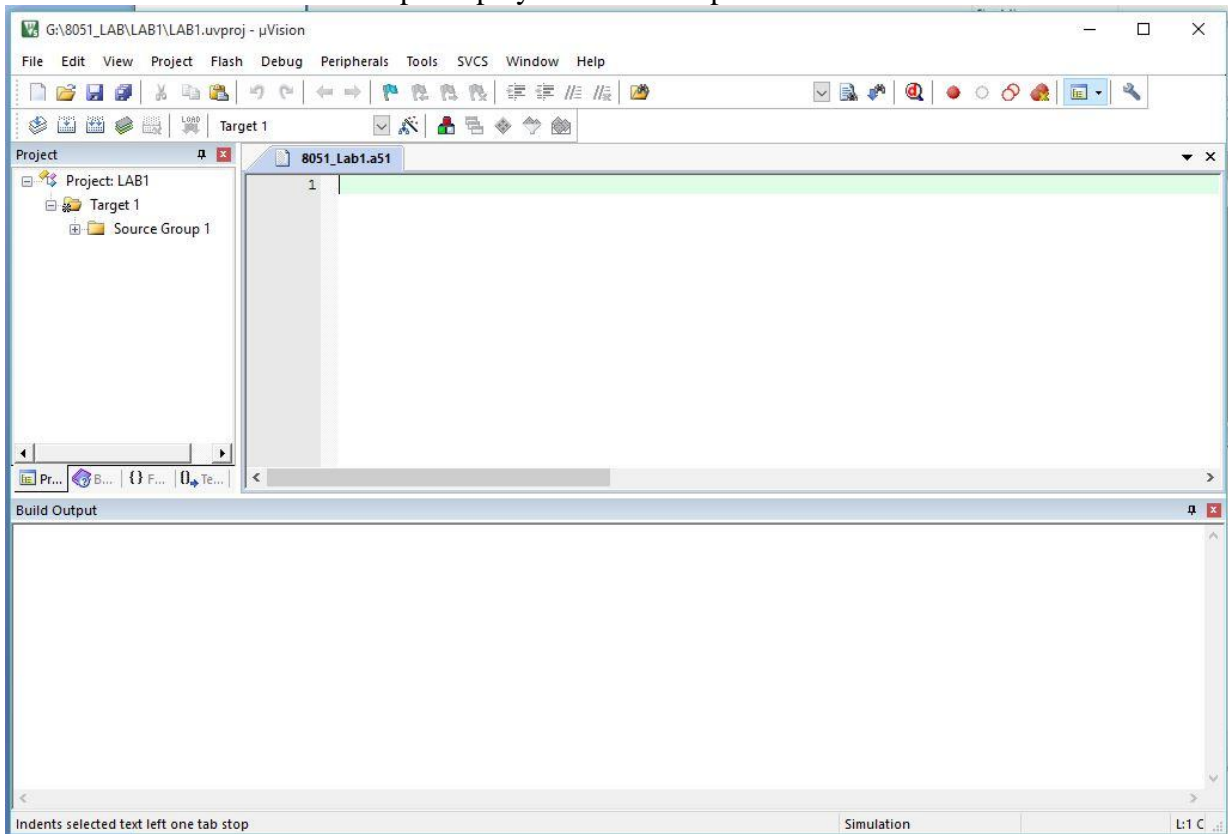 G:\8051_LAB\LAB1\LAB1.uvproj - µVision
File Edit View Project Flash Debug Peripherals Tools SVCS Window Help
LOAD Target 1
Project
8051_Lab1.a51
Project: LAB1
Target 1
Source Group 1
1
Pr... B... {} F... 0 Te...
Build Output
Indents selected text left one tab stop
Simulation
L:1 C